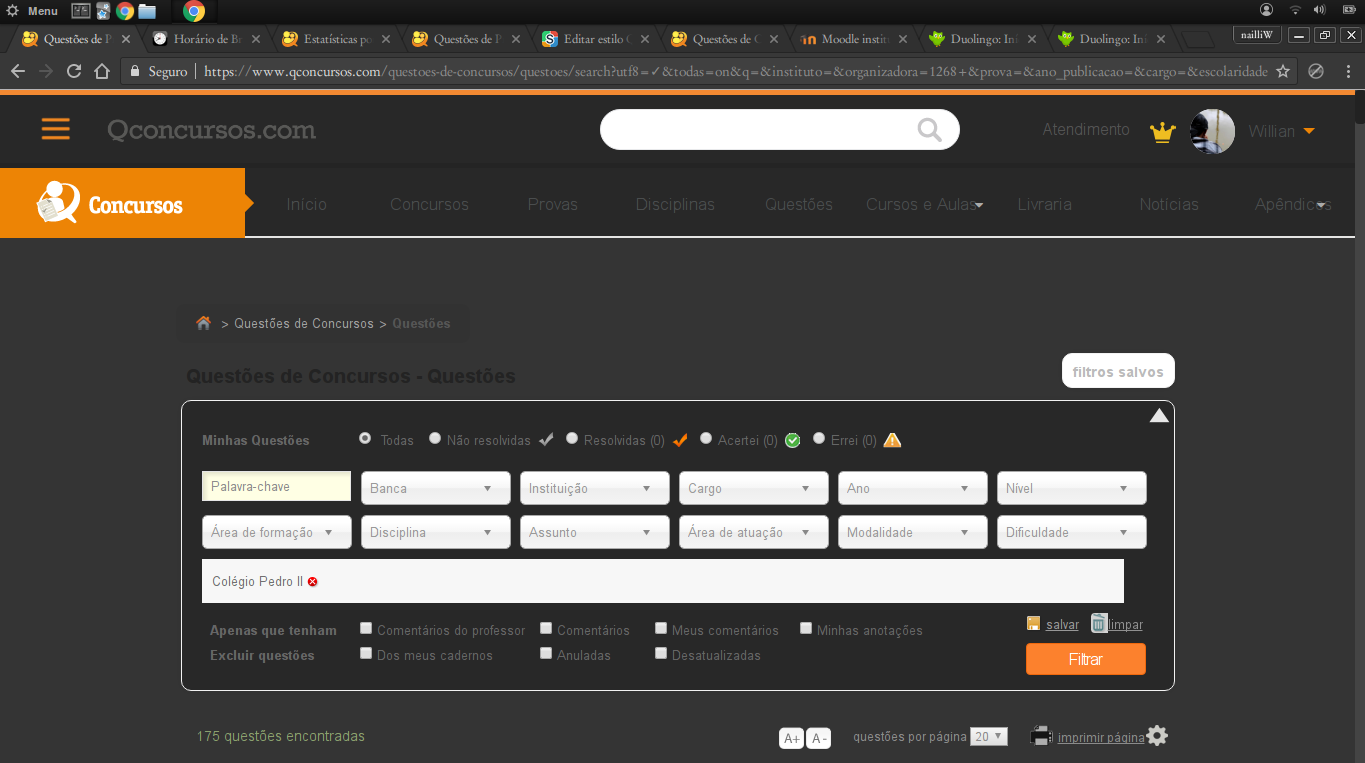 Menu
Questões de P
Horário de Br
Estatísticas po
Questões de P
Editar estilo C
Questões de C
Moodle instit
Duolingo: Ini
Duolingo: Ini
nailliW
Seguro
https://www.qconcursos.com/questoes-de-concursos/questoes/search?utf8=✓&todas=on&q=&instituto=&organizadora=1268+&prova=&ano_publicacao=&cargo=&escolaridade
Qconcursos.com
Atendimento
Willian
Concursos
Início
Concursos
Provas
Disciplinas
Questões
Cursos e Aulas
Livraria
Notícias
Apêndices
> Questões de Concursos > Questões
Questões de Concursos - Questões
filtros salvos
Minhas Questões
Todas
Não resolvidas
Resolvidas (0)
Acertei (0)
Errei (0)
Palavra-chave
Banca
Instituição
Cargo
Ano
Nível
Área de formação
Disciplina
Assunto
Área de atuação
Modalidade
Dificuldade
Colégio Pedro II
Apenas que tenham
Comentários do professor
Comentários
Meus comentários
Minhas anotações
salvar
limpar
Excluir questões
Dos meus cadernos
Anuladas
Desatualizadas
Filtrar
175 questões encontradas
A+
A-
questões por página
20
imprimir página